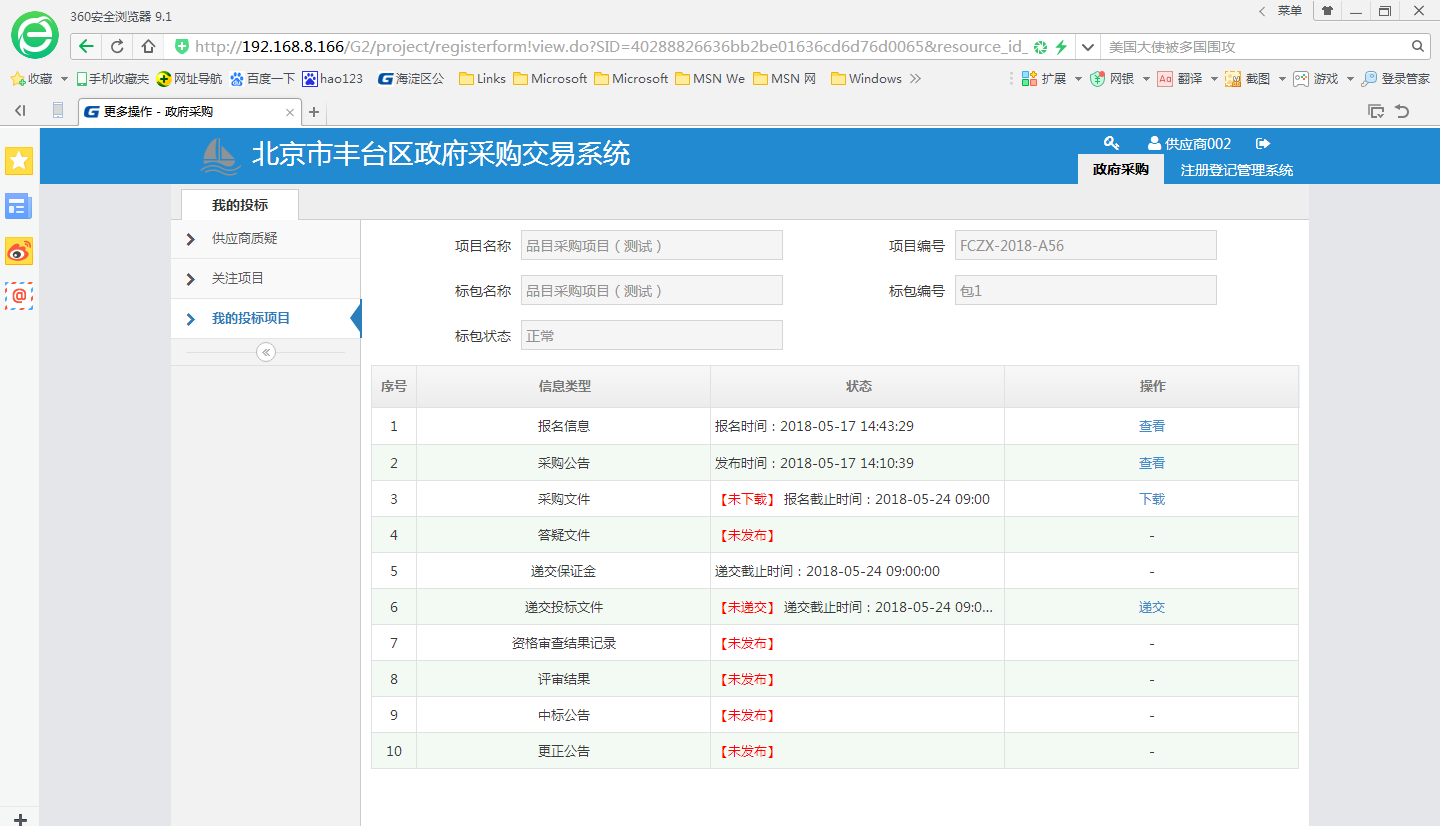 360安全浏览器 9.1
菜单
http://192.168.8.166/G2/project/registerform!view.do?SID=40288826636bb2be01636cd6d76d0065&resource_id_
美国大使被多国围攻
收藏 手机收藏夹 网址导航 百度一下 hao123 海淀区公 Links Microsoft Microsoft MSN We MSN 网 Windows
扩展 网银 翻译 截图 游戏 登录管家
更多操作 - 政府采购
北京市丰台区政府采购交易系统
供应商002
政府采购 注册登记管理系统
我的投标
供应商质疑
关注项目
我的投标项目
项目名称 品目采购项目（测试） 项目编号 FCZX-2018-A56
标包名称 品目采购项目（测试） 标包编号 包1
标包状态 正常
序号 信息类型 状态 操作
1 报名信息 报名时间：2018-05-17 14:43:29 查看
2 采购公告 发布时间：2018-05-17 14:10:39 查看
3 采购文件 【未下载】 报名截止时间：2018-05-24 09:00 下载
4 答疑文件 【未发布】 -
5 递交保证金 递交截止时间：2018-05-24 09:00:00 -
6 递交投标文件 【未递交】 递交截止时间：2018-05-24 09:0... 递交
7 资格审查结果记录 【未发布】 -
8 评审结果 【未发布】 -
9 中标公告 【未发布】 -
10 更正公告 【未发布】 -